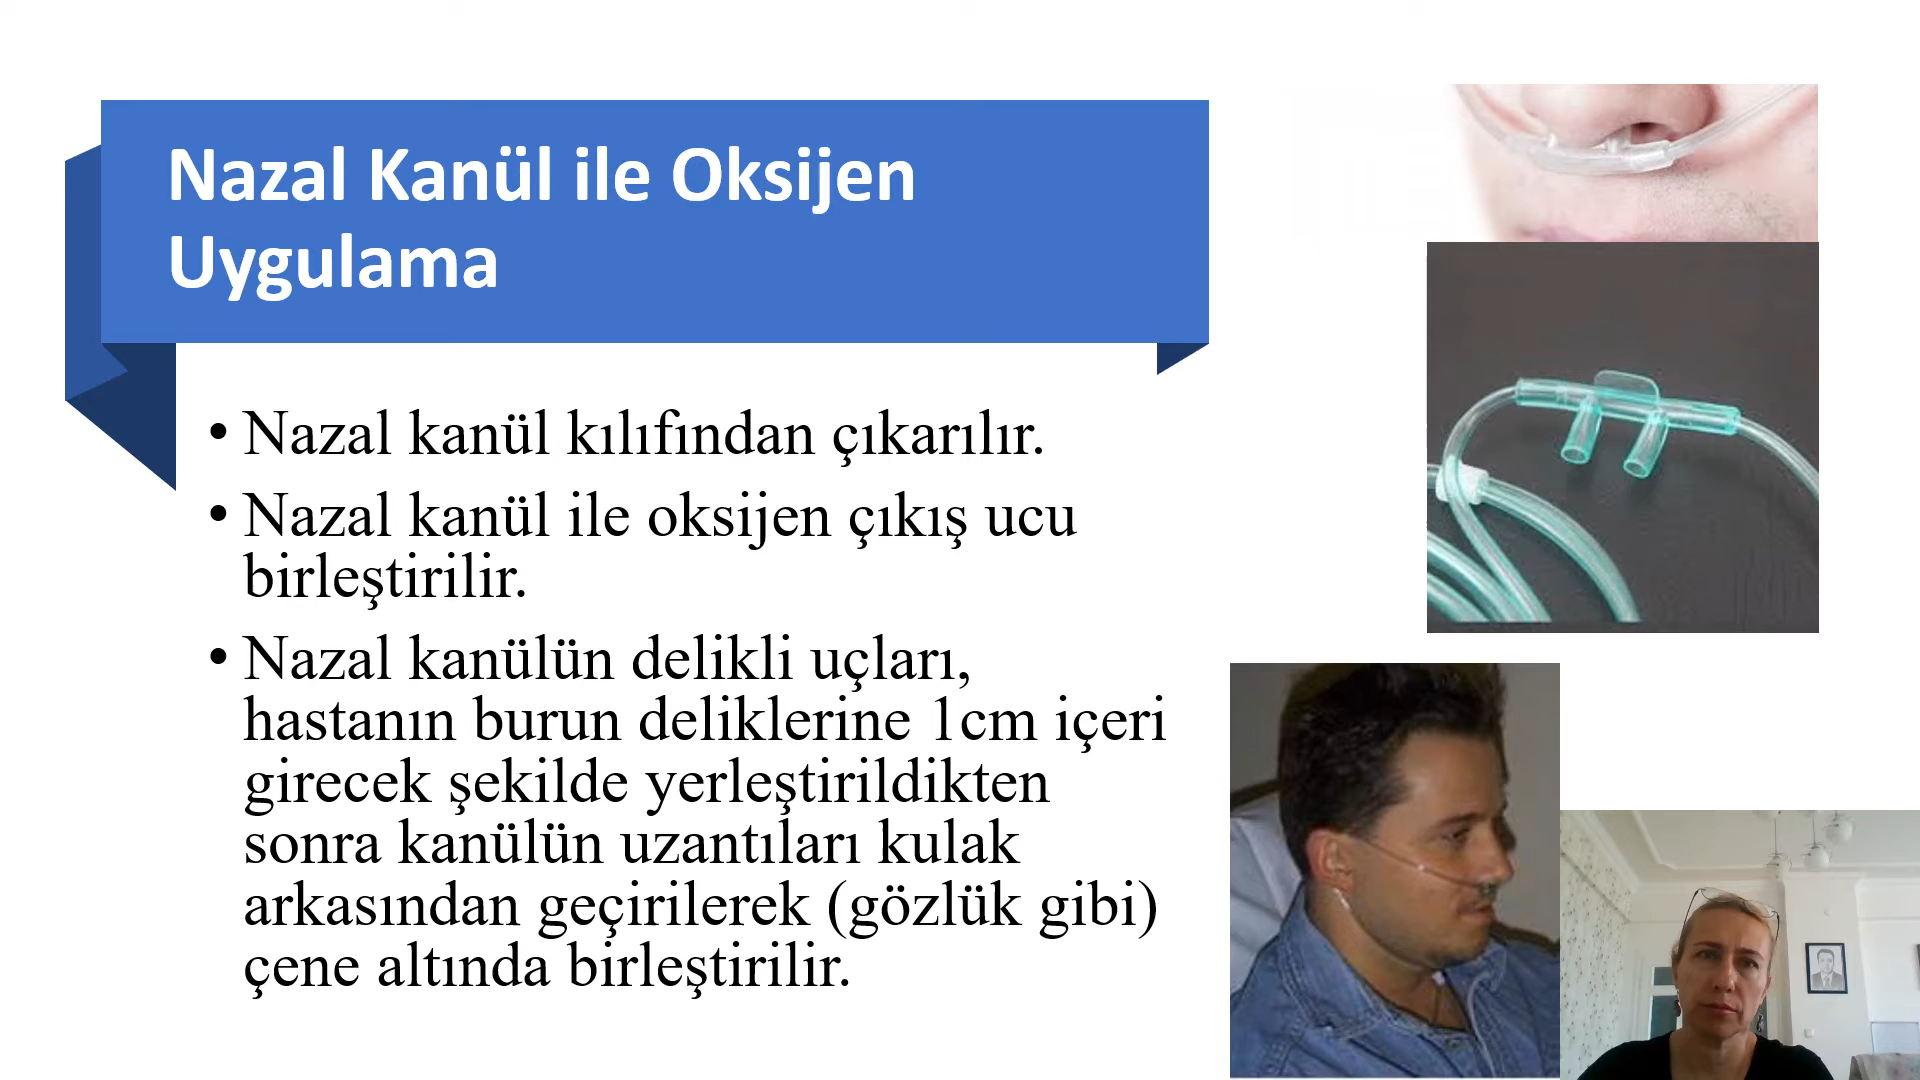 Nazal Kanül ile Oksijen
Uygulama
• Nazal kanül kılıfından çıkarılır.
• Nazal kanül ile oksijen çıkış ucu
birleştirilir.
• Nazal kanülün delikli uçları,
hastanın burun deliklerine 1cm içeri
girecek şekilde yerleştirildikten
sonra kanülün uzantıları kulak
arkasından geçirilerek (gözlük gibi)
çene altında birleştirilir.